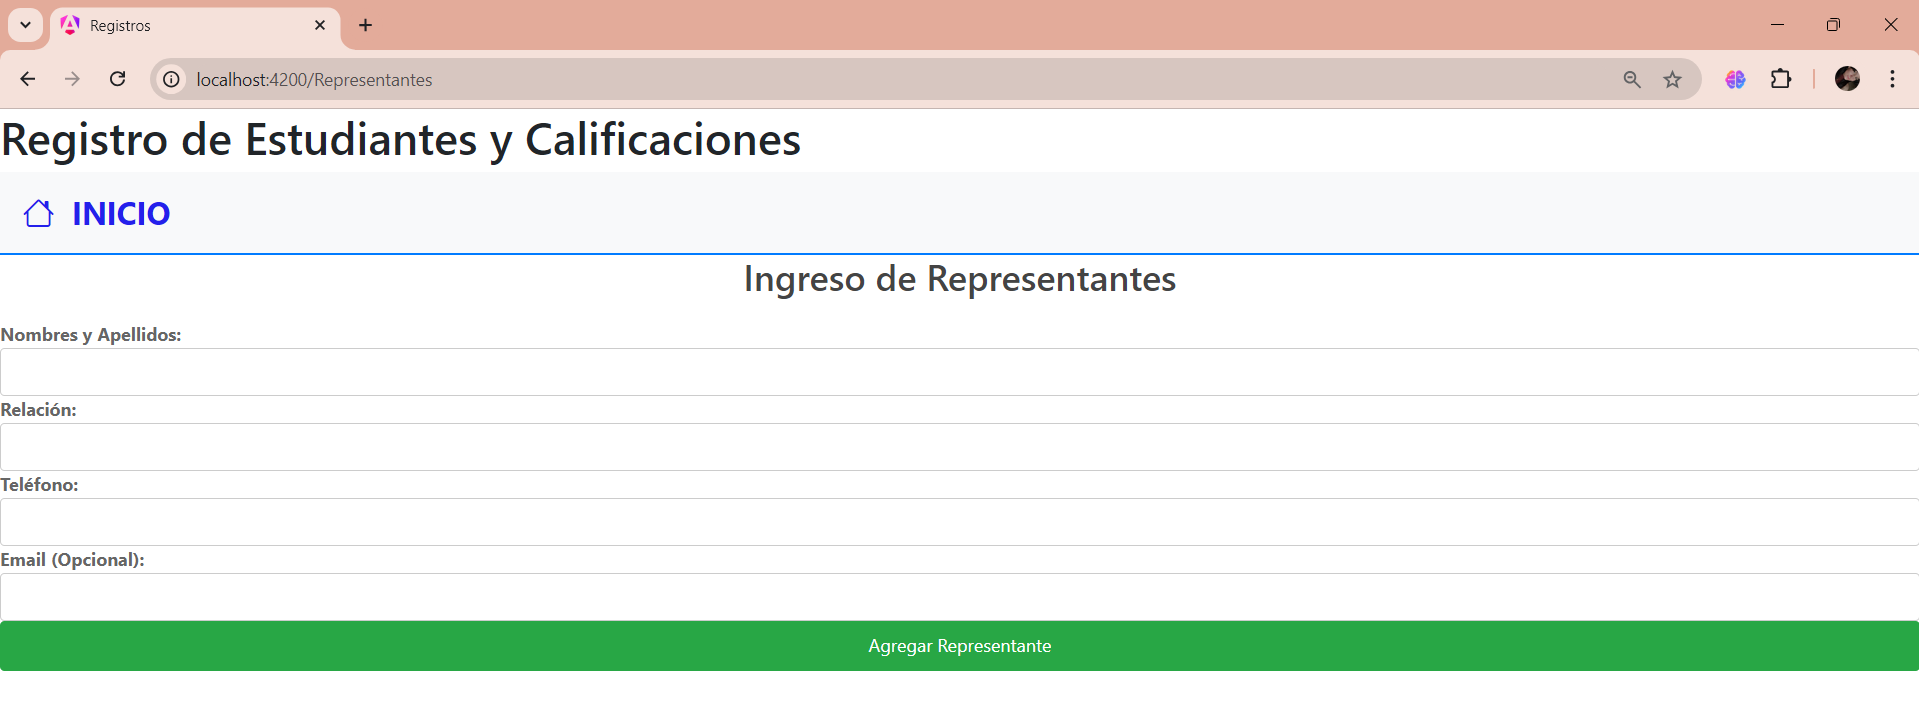 Registros
localhost:4200/Representantes
Registro de Estudiantes y Calificaciones
INICIO
Ingreso de Representantes
Nombres y Apellidos:
Relación:
Teléfono:
Email (Opcional):
Agregar Representante